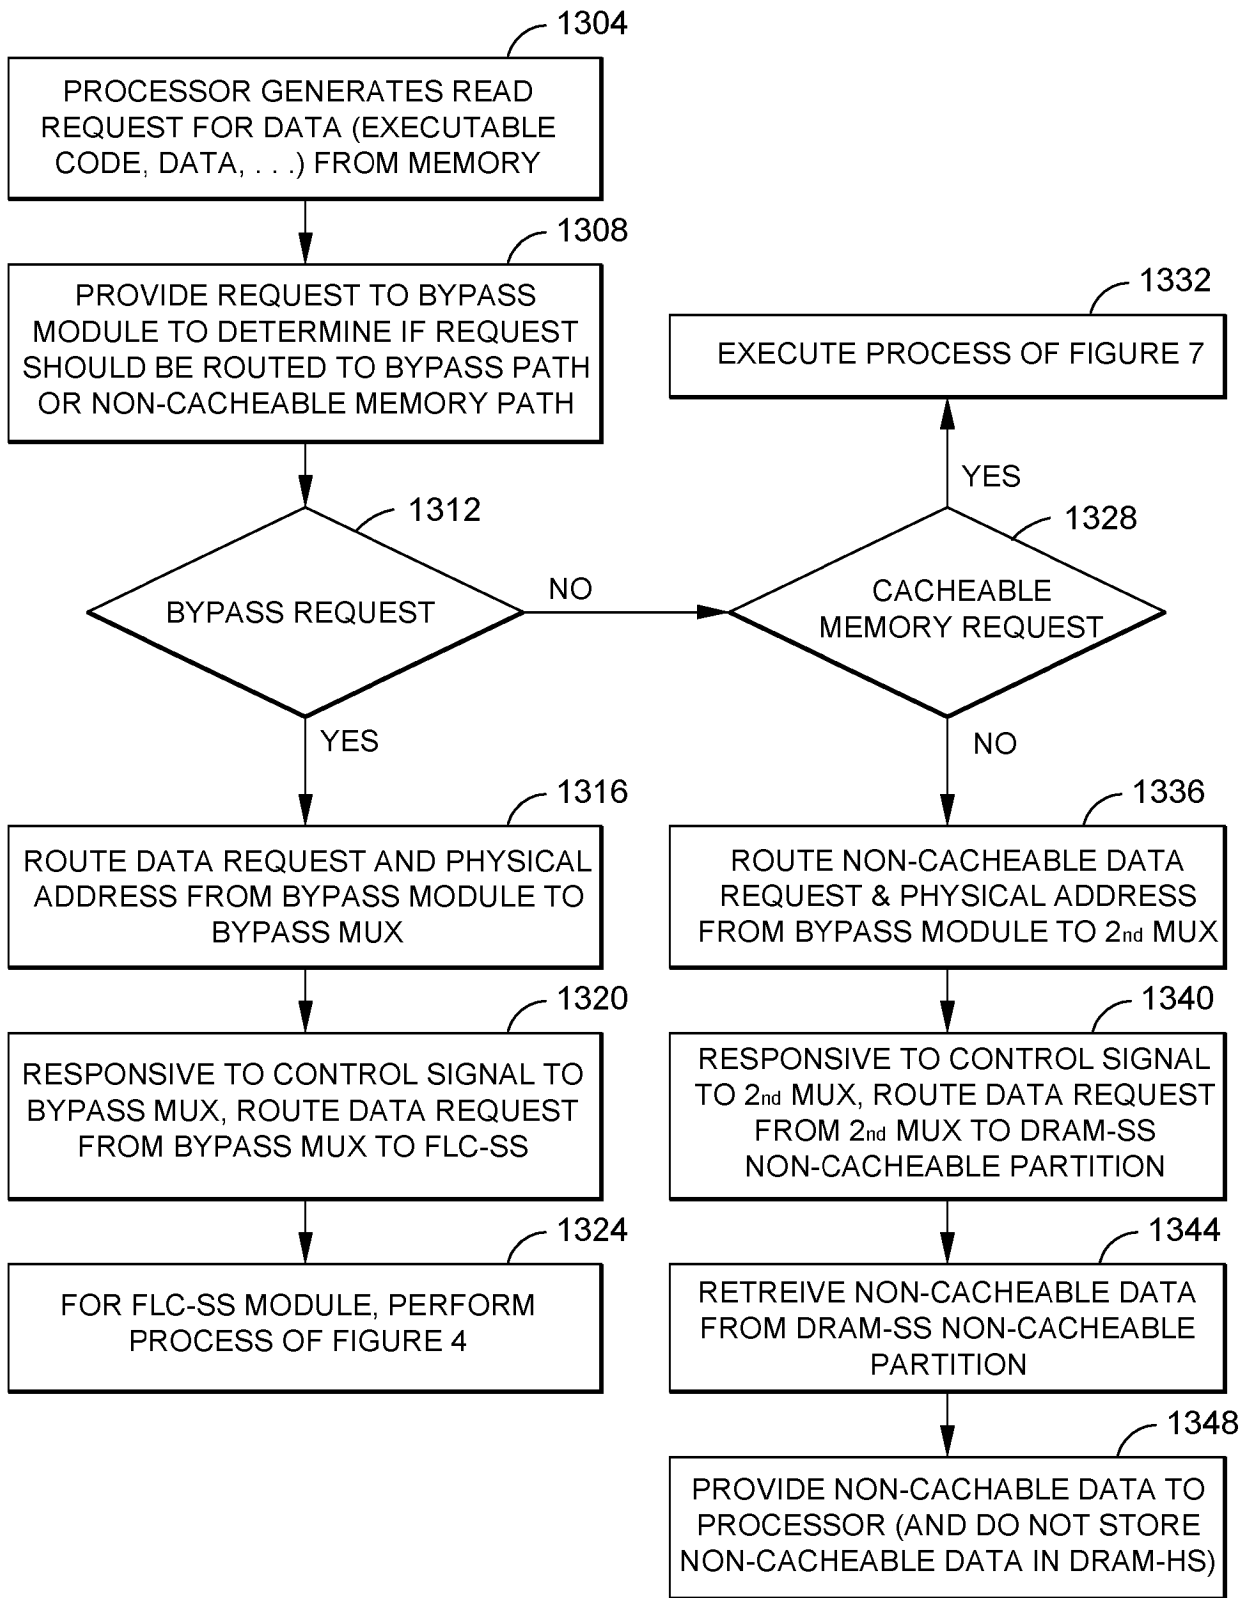 1304
PROCESSOR GENERATES READ
REQUEST FOR DATA (EXECUTABLE
CODE, DATA, . . .) FROM MEMORY
1308
PROVIDE REQUEST TO BYPASS
MODULE TO DETERMINE IF REQUEST
SHOULD BE ROUTED TO BYPASS PATH
OR NON-CACHEABLE MEMORY PATH
1312
BYPASS REQUEST
NO
YES
1316
ROUTE DATA REQUEST AND PHYSICAL
ADDRESS FROM BYPASS MODULE TO
BYPASS MUX
1320
RESPONSIVE TO CONTROL SIGNAL TO
BYPASS MUX, ROUTE DATA REQUEST
FROM BYPASS MUX TO FLC-SS
1324
FOR FLC-SS MODULE, PERFORM
PROCESS OF FIGURE 4
1332
EXECUTE PROCESS OF FIGURE 7
YES
1328
CACHEABLE
MEMORY REQUEST
NO
1336
ROUTE NON-CACHEABLE DATA
REQUEST & PHYSICAL ADDRESS
FROM BYPASS MODULE TO 2nd MUX
1340
RESPONSIVE TO CONTROL SIGNAL
TO 2nd MUX, ROUTE DATA REQUEST
FROM 2nd MUX TO DRAM-SS
NON-CACHEABLE PARTITION
1344
RETREIVE NON-CACHEABLE DATA
FROM DRAM-SS NON-CACHEABLE
PARTITION
1348
PROVIDE NON-CACHABLE DATA TO
PROCESSOR (AND DO NOT STORE
NON-CACHEABLE DATA IN DRAM-HS)